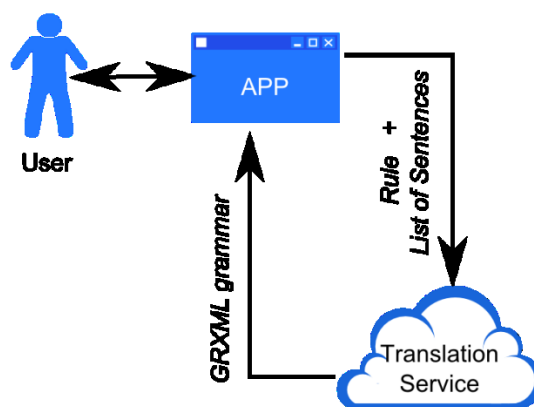 APP
User
Rule +
List of Sentences
GRXML grammar
Translation
Service